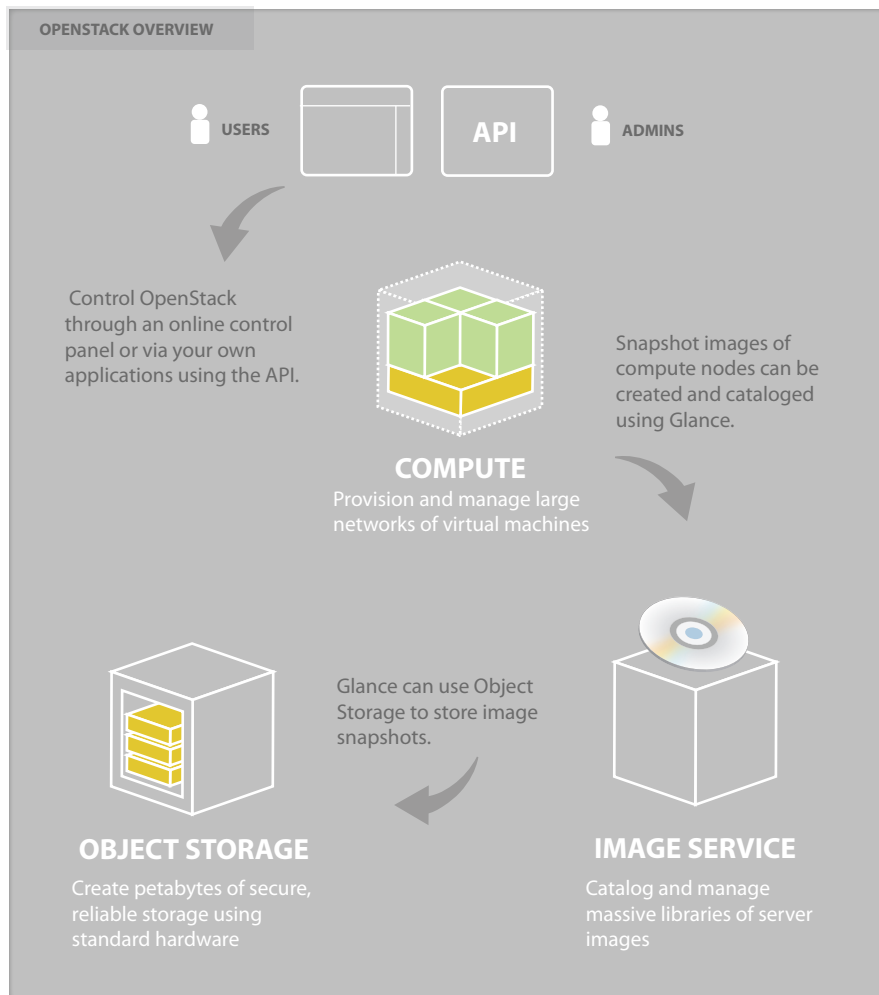 OPENSTACK OVERVIEW
USERS
API
ADMINS
Control OpenStack
through an online control
panel or via your own
applications using the API.
Snapshot images of
compute nodes can be
created and cataloged
using Glance.
COMPUTE
Provision and manage large
networks of virtual machines
Glance can use Object
Storage to store image
snapshots.
OBJECT STORAGE
Create petabytes of secure,
reliable storage using
standard hardware
IMAGE SERVICE
Catalog and manage
massive libraries of server
images